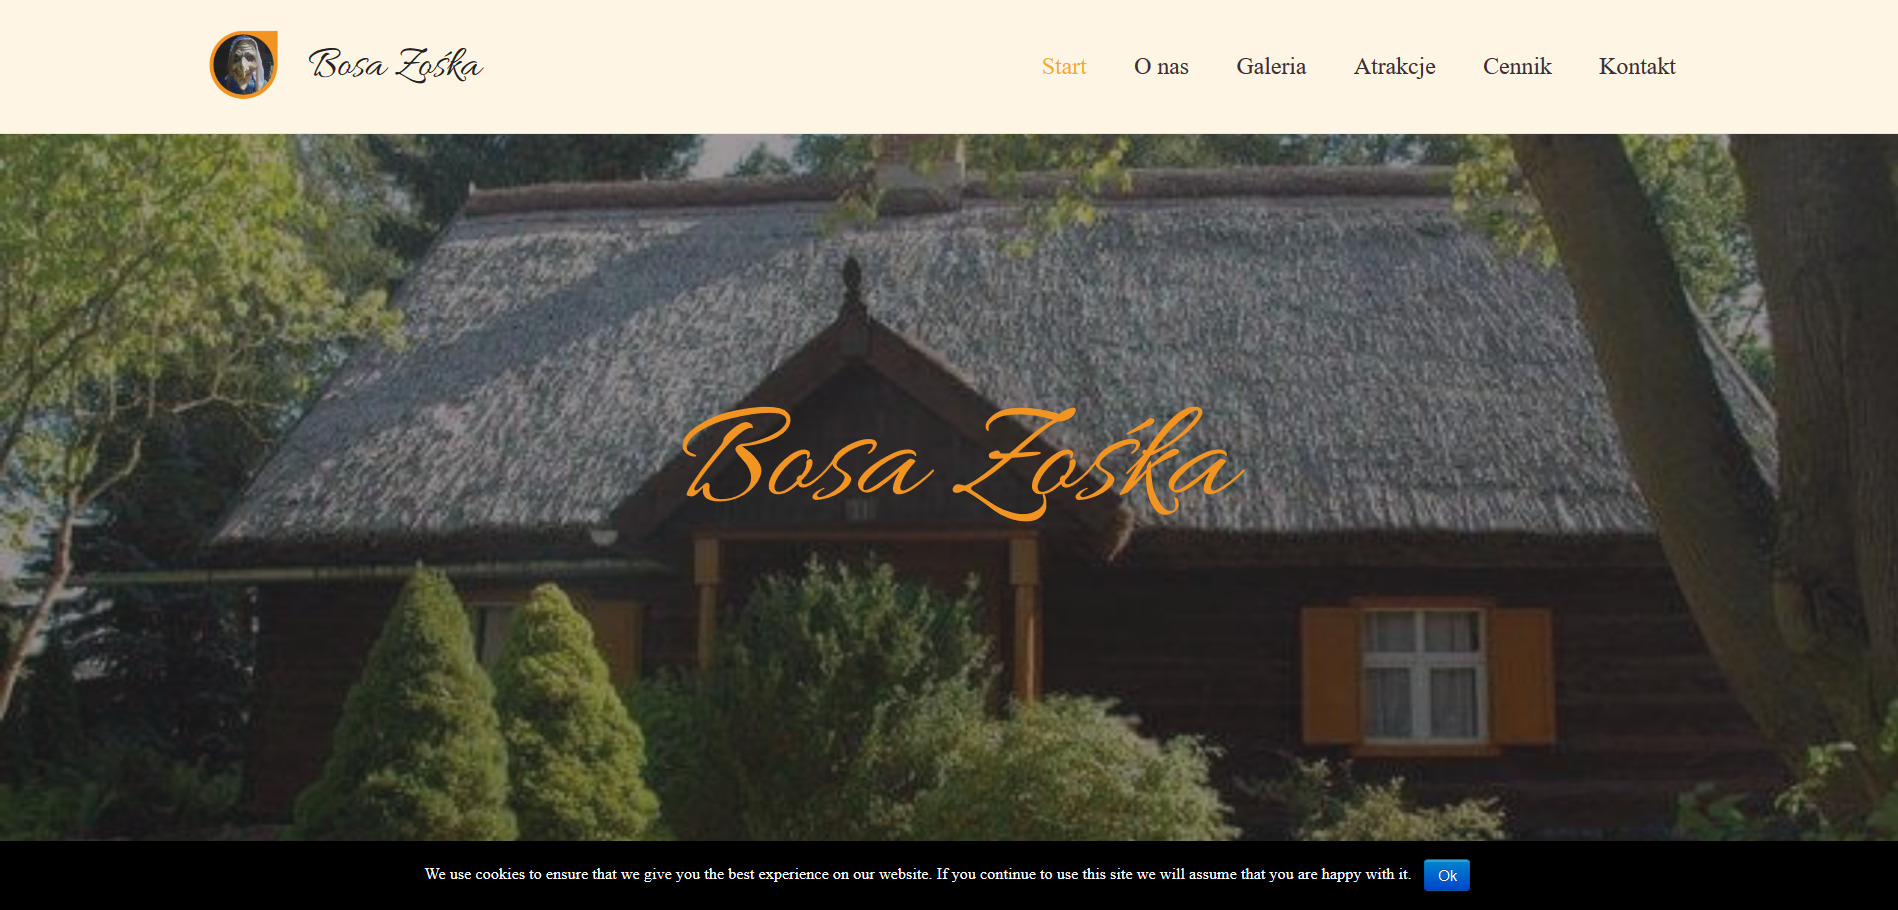 Bosa Zośka
Start
O nas
Galeria
Atrakcje
Cennik
Kontakt
Bosa Zośka
We use cookies to ensure that we give you the best experience on our website. If you continue to use this site we will assume that you are happy with it.
Ok